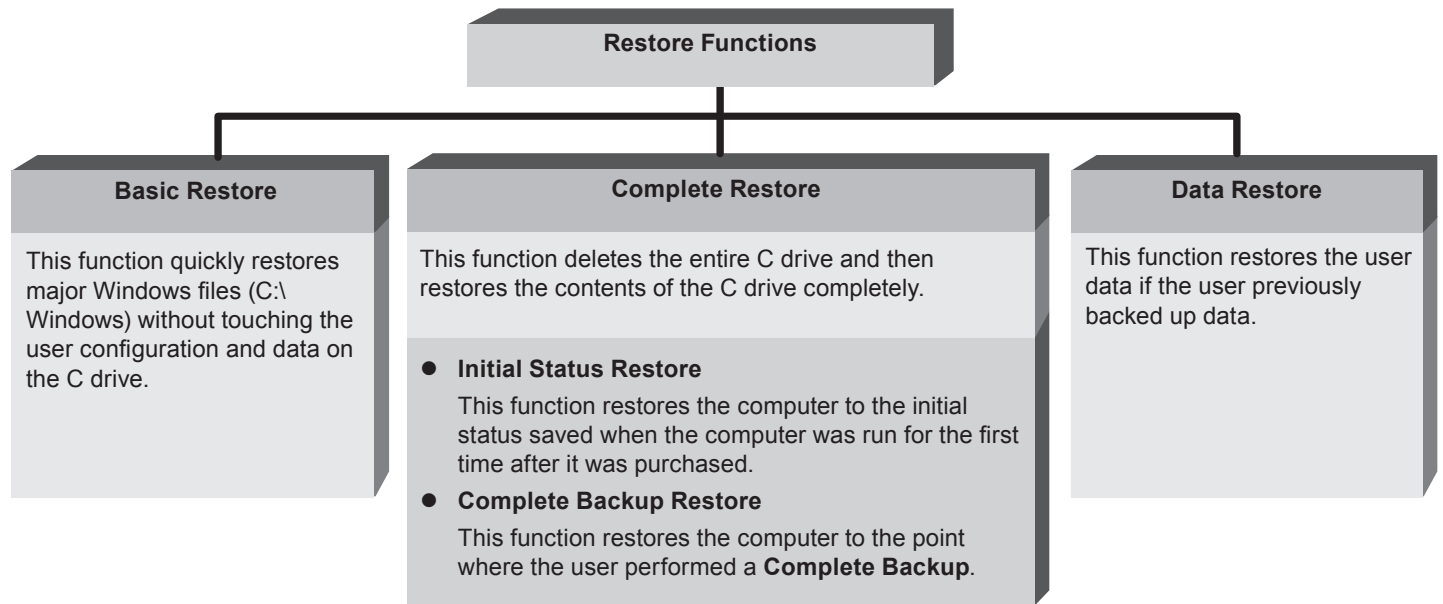 Restore Functions
Basic Restore
This function quickly restores
major Windows files (C:\
Windows) without touching the
user configuration and data on
the C drive.
Complete Restore
This function deletes the entire C drive and then
restores the contents of the C drive completely.
● Initial Status Restore
This function restores the computer to the initial
status saved when the computer was run for the first
time after it was purchased.
● Complete Backup Restore
This function restores the computer to the point
where the user performed a Complete Backup.
Data Restore
This function restores the user
data if the user previously
backed up data.